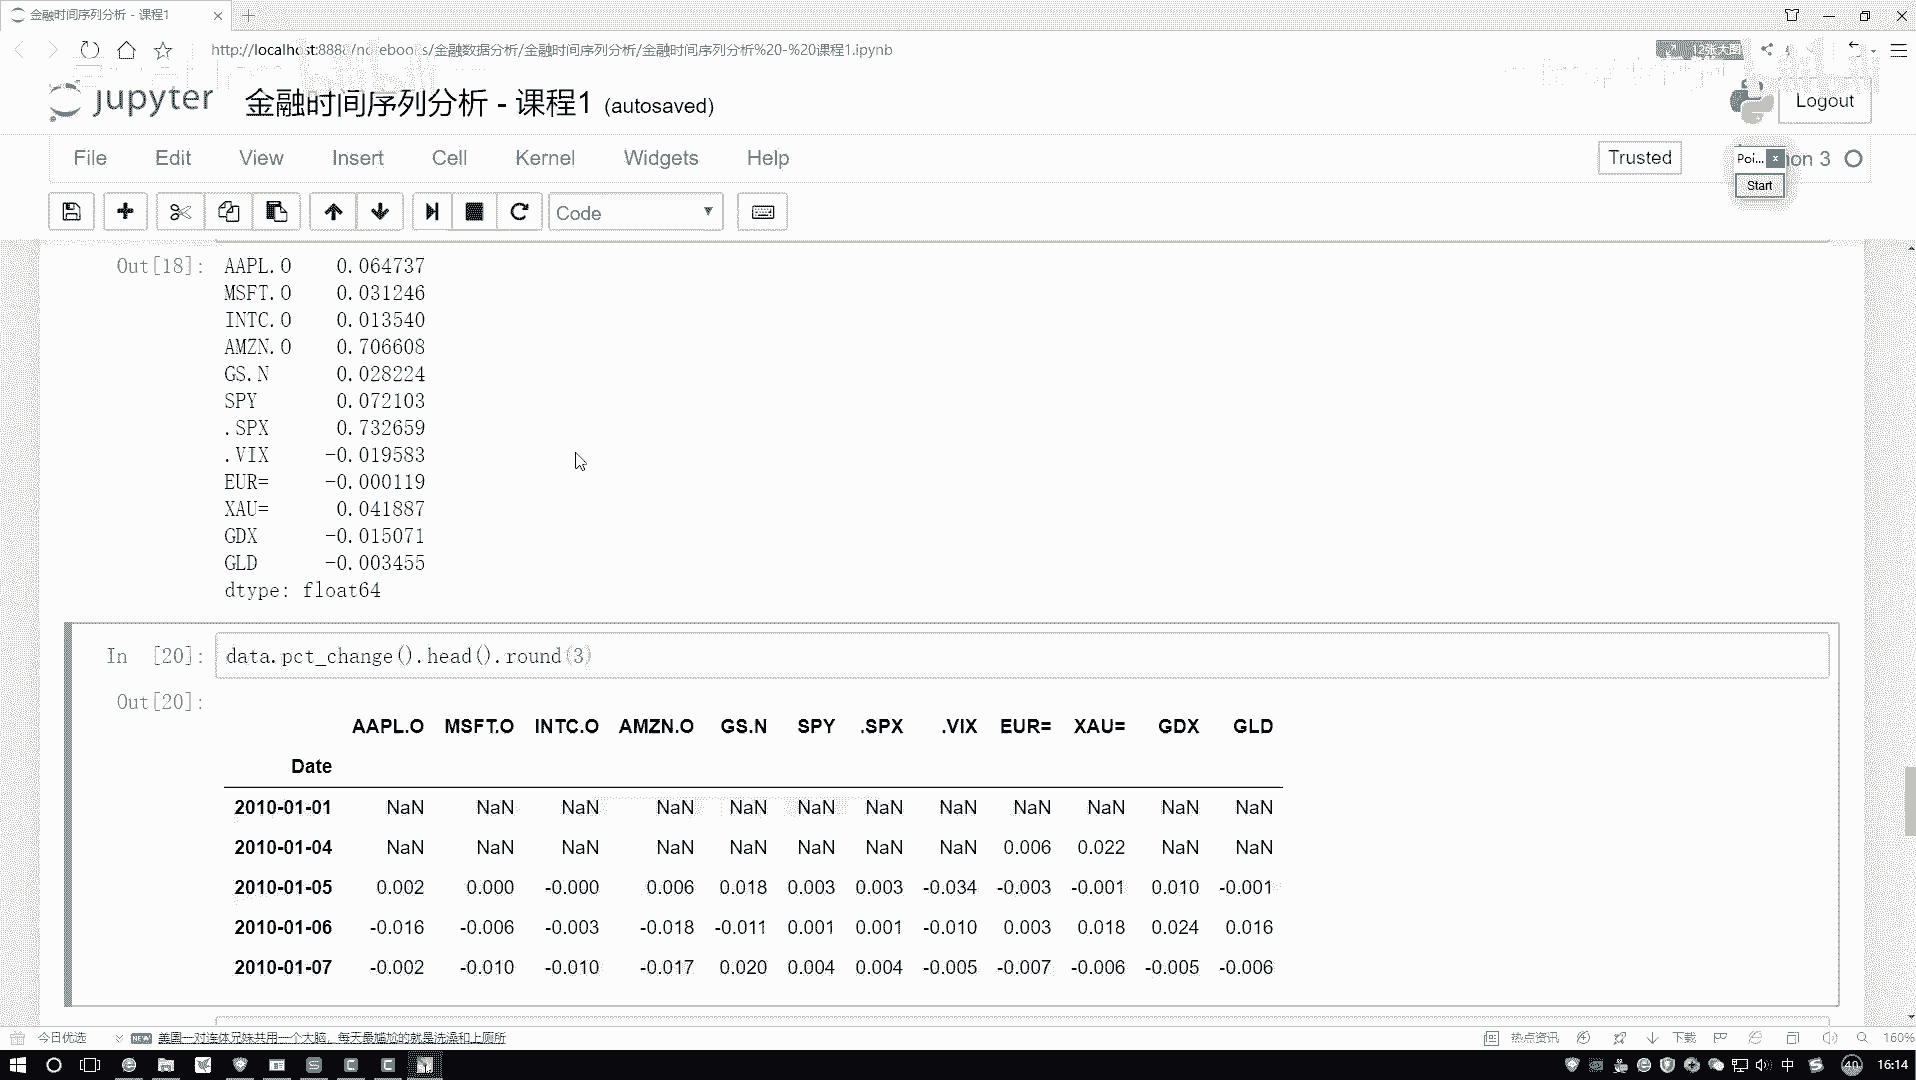 金融时间序列分析 - 课程1
http://localhost:8888/notebooks/金融数据分析/金融时间序列分析/金融时间序列分析%20-%20课程1.ipynb
12张大图
jupyter 金融时间序列分析 - 课程1 (autosaved)
Logout
File Edit View Insert Cell Kernel Widgets Help
Trusted
Poi... x
on 3
Start
Code
Out[18]: AAPL.O 0.064737
MSFT.O 0.031246
INTC.O 0.013540
AMZN.O 0.706608
GS.N 0.028224
SPY 0.072103
.SPX 0.732659
.VIX -0.019583
EUR= -0.000119
XAU= 0.041887
GDX -0.015071
GLD -0.003455
dtype: float64
In [20]: data.pct_change().head().round(3)
Out[20]:
AAPL.O MSFT.O INTC.O AMZN.O GS.N SPY .SPX .VIX EUR= XAU= GDX GLD
Date
2010-01-01 NaN NaN NaN NaN NaN NaN NaN NaN NaN NaN NaN NaN
2010-01-04 NaN NaN NaN NaN NaN NaN NaN NaN 0.006 0.022 NaN NaN
2010-01-05 0.002 0.000 -0.000 0.006 0.018 0.003 0.003 -0.034 -0.003 -0.001 0.010 -0.001
2010-01-06 -0.016 -0.006 -0.003 -0.018 -0.011 0.001 0.001 -0.010 0.003 0.018 0.024 0.016
2010-01-07 -0.002 -0.010 -0.010 -0.017 0.020 0.004 0.004 -0.005 -0.007 -0.006 -0.005 -0.006
今日优选
NEW 美国一对连体兄妹共用一个大脑，每天最尴尬的就是洗澡和上厕所
热点资讯 下载 160%
中 40 16:14